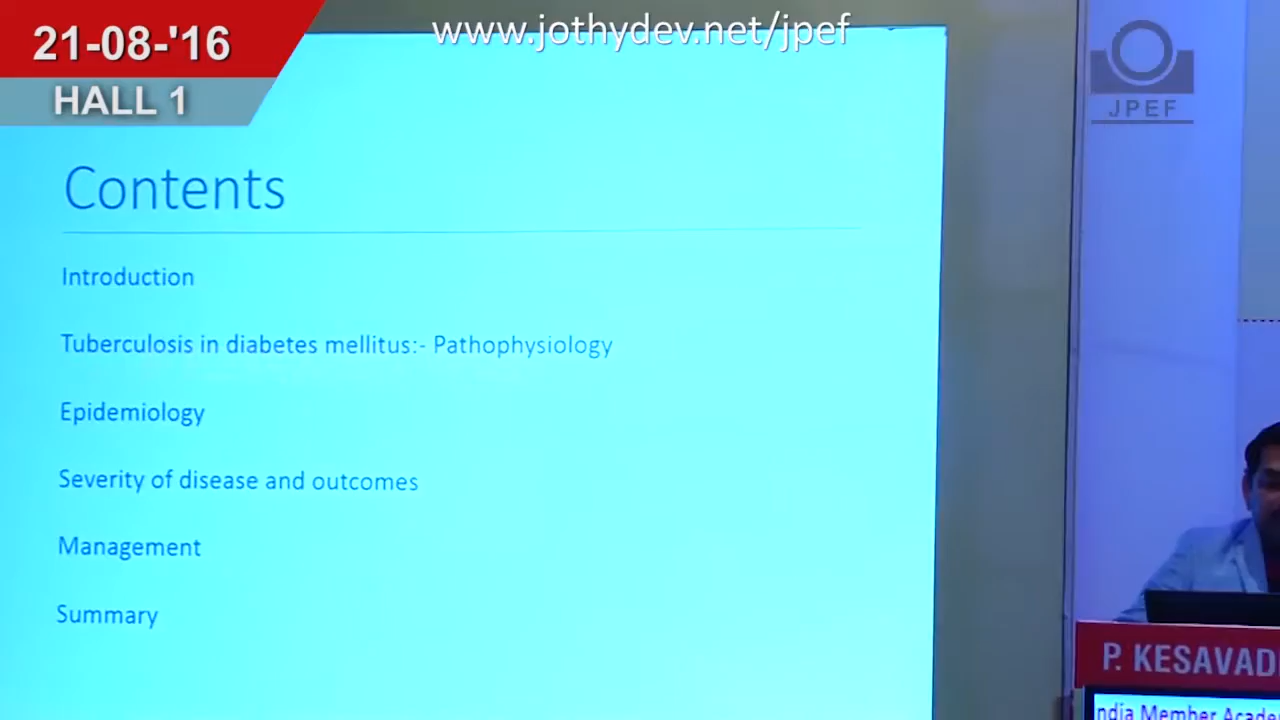 www.jothydev.net/jpef
21-08-'16
HALL 1
JPEF
Contents
Introduction
Tuberculosis in diabetes mellitus:- Pathophysiology
Epidemiology
Severity of disease and outcomes
Management
Summary
P. KESAVAD
ndia Member Acade